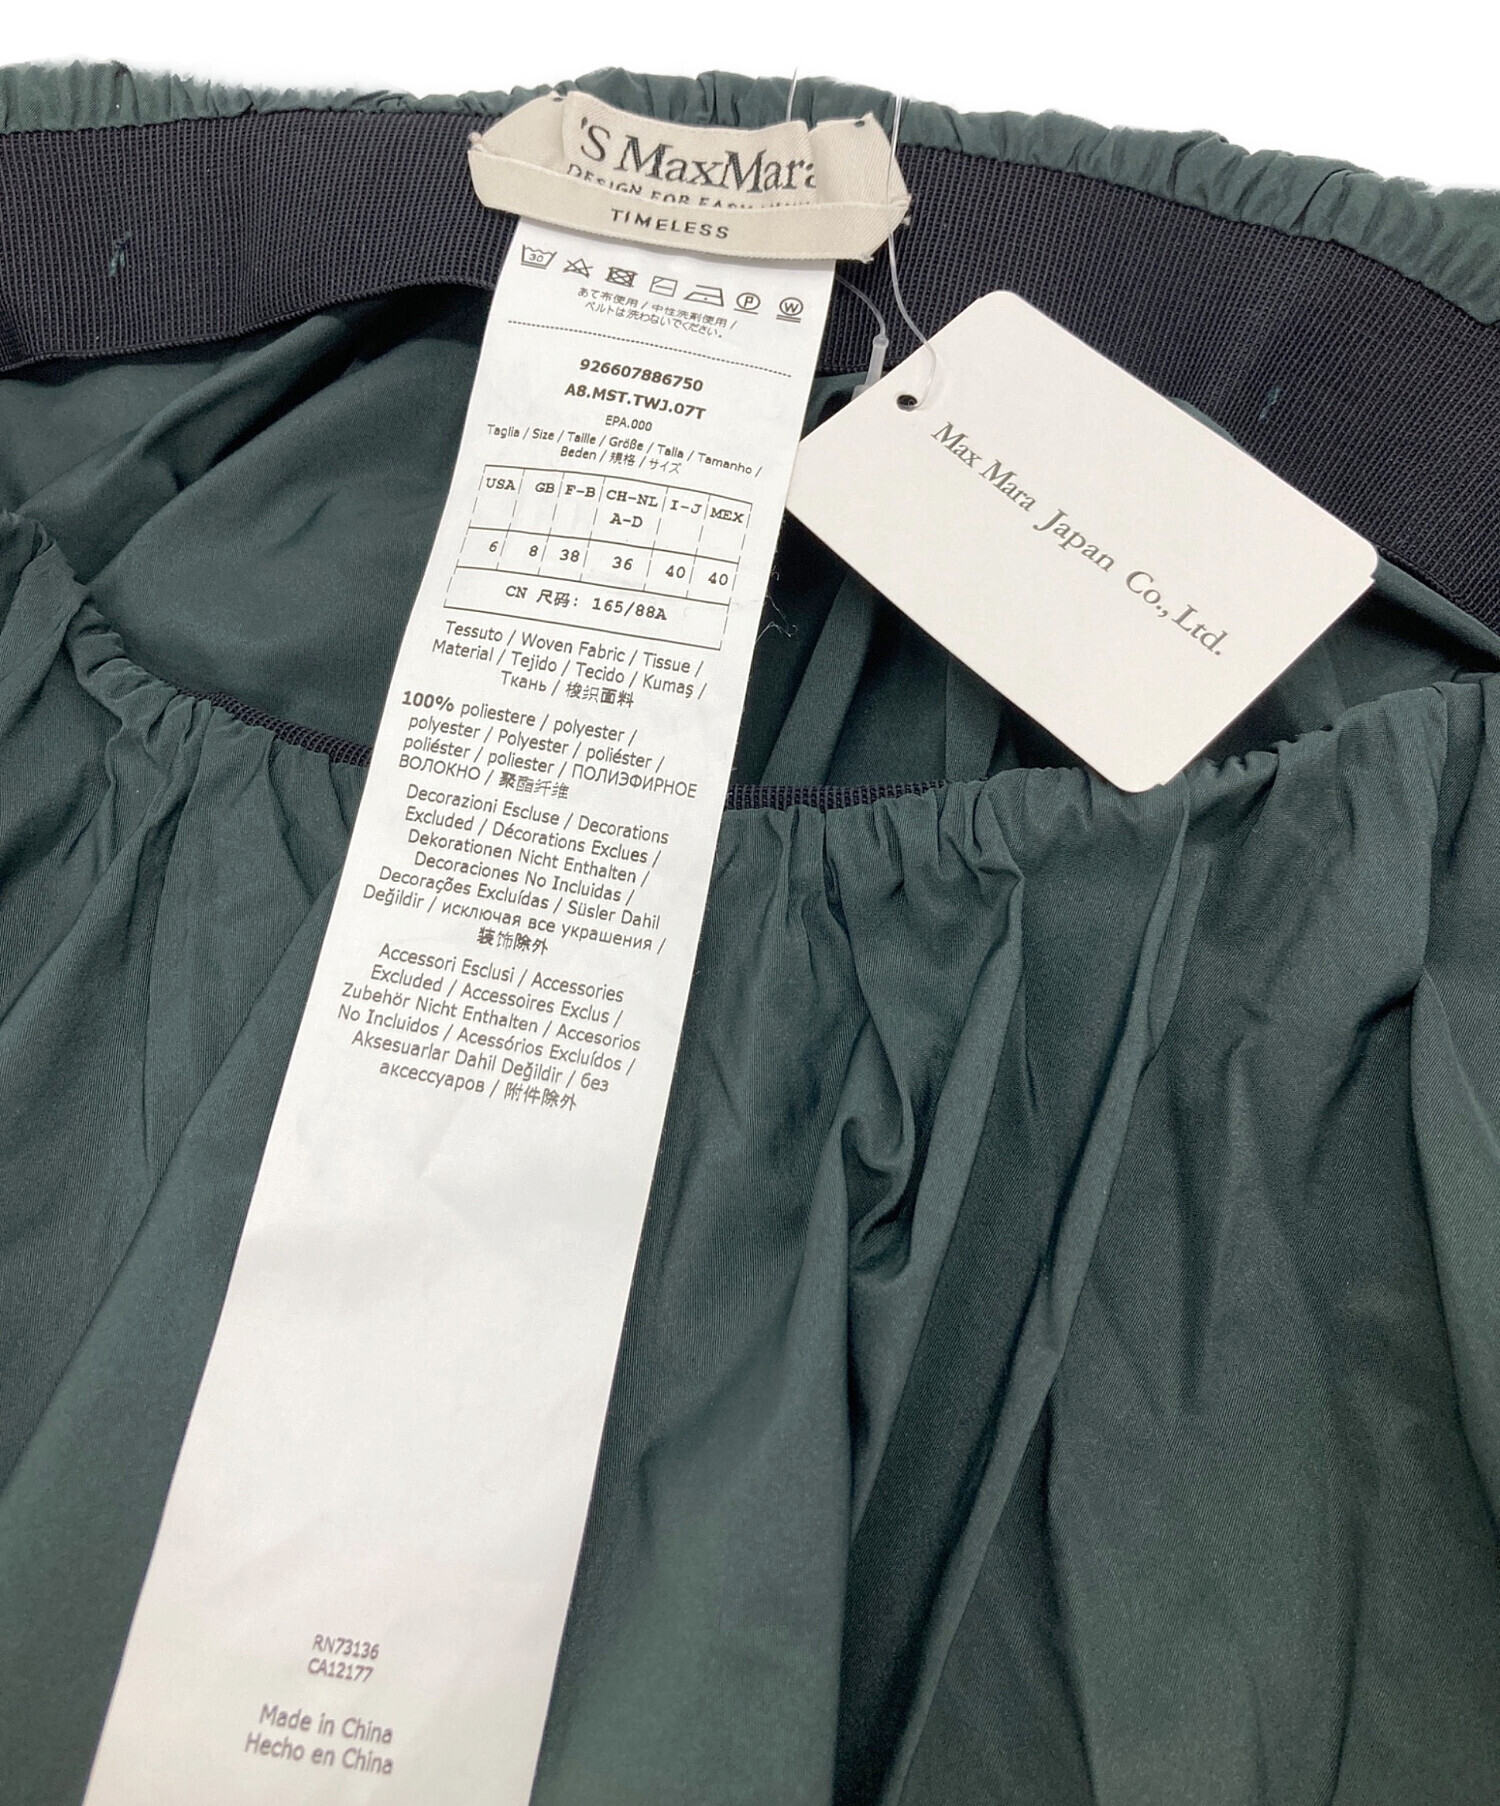 'S MaxMara
DESIGN FOR
TIMELESS
30
P
W
あて布使用 / 中性洗剤使用 /
ベルトは洗わないでください。
926607886750
A8.MST.TWJ.07T
EPA.000
Taglia / Size / Taille / Größe / Talla / Tamanho /
Beden / 规格 / サイズ
USA GB F-B CH-NL I-J MEX
A-D
6 8 38 36 40 40
CN 尺码: 165/88A
Tessuto / Woven Fabric / Tissue /
Material / Tejido / Tecido / Kumaş /
Ткань / 梭织面料
100% poliestere / polyester /
polyester / Polyester / poliéster /
poliéster / poliester / ПОЛИЭФИРНОЕ
ВОЛОКНО / 聚酯纤维
Decorazioni Escluse / Decorations
Excluded / Décorations Exclues /
Dekorationen Nicht Enthalten /
Decoraciones No Incluidas /
Decorações Excluídas / Süsler Dahil
Değildir / исключая все украшения /
装饰除外
Accessori Esclusi / Accessories
Excluded / Accessoires Exclus /
Zubehör Nicht Enthalten / Accesorios
No Incluidos / Acessórios Excluídos /
Aksesuarlar Dahil Değildir / без
аксессуаров / 附件除外
RN73136
CA12177
Made in China
Hecho en China
Max Mara Japan Co., Ltd.